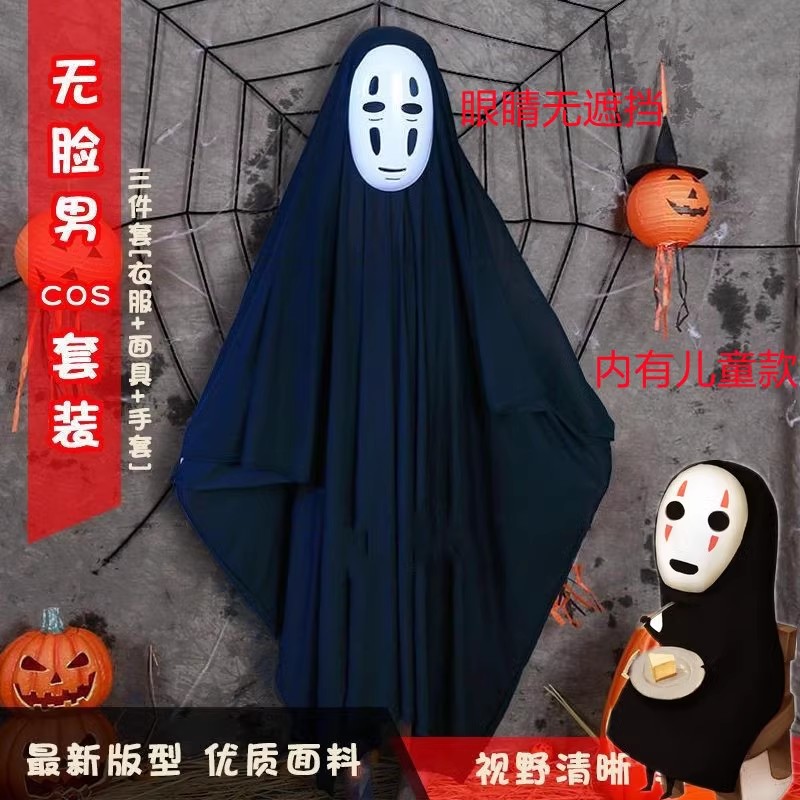 无脸男
cos
套装
三件套[衣服+面具+手套]
眼睛无遮挡
内有儿童款
最新版型 优质面料
视野清晰